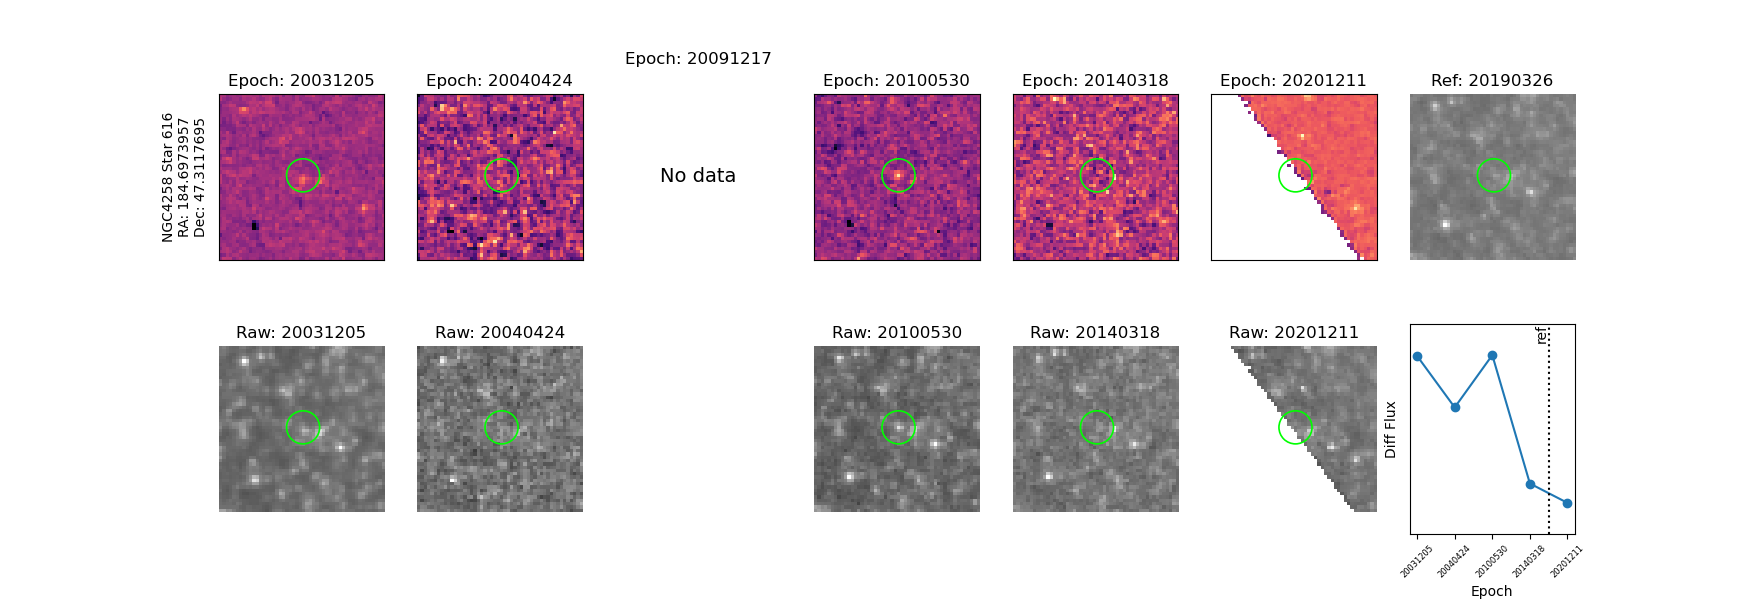 Epoch: 20031205
Epoch: 20040424
Epoch: 20091217
Epoch: 20100530
Epoch: 20140318
Epoch: 20201211
Ref: 20190326
NGC4258 Star 616
RA: 184.6973957
Dec: 47.3117695
No data
Raw: 20031205
Raw: 20040424
Raw: 20100530
Raw: 20140318
Raw: 20201211
ref
Diff Flux
20031205
20040424
20100530
20140318
20201211
Epoch